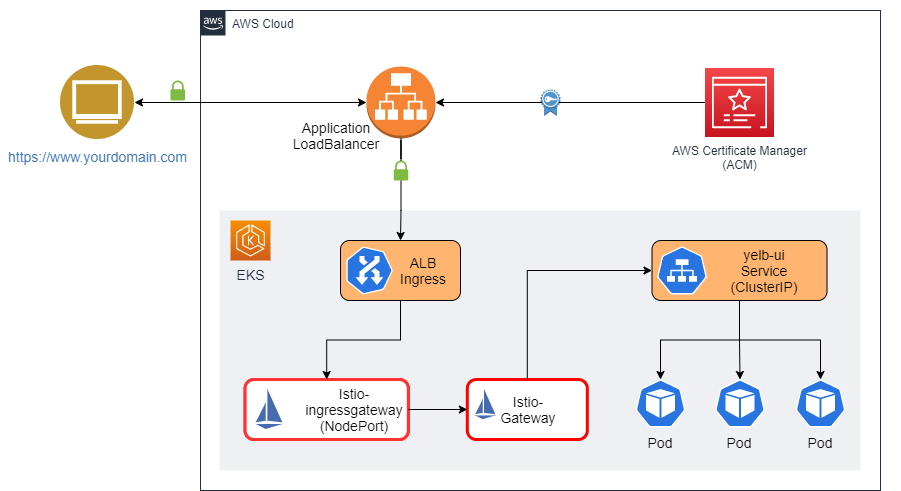 aws
AWS Cloud
https://www.yourdomain.com
Application
LoadBalancer
AWS Certificate Manager
(ACM)
EKS
K
ALB
Ingress
yelb-ui
Service
(ClusterIP)
Istio-
ingressgateway
(NodePort)
Istio-
Gateway
Pod
Pod
Pod